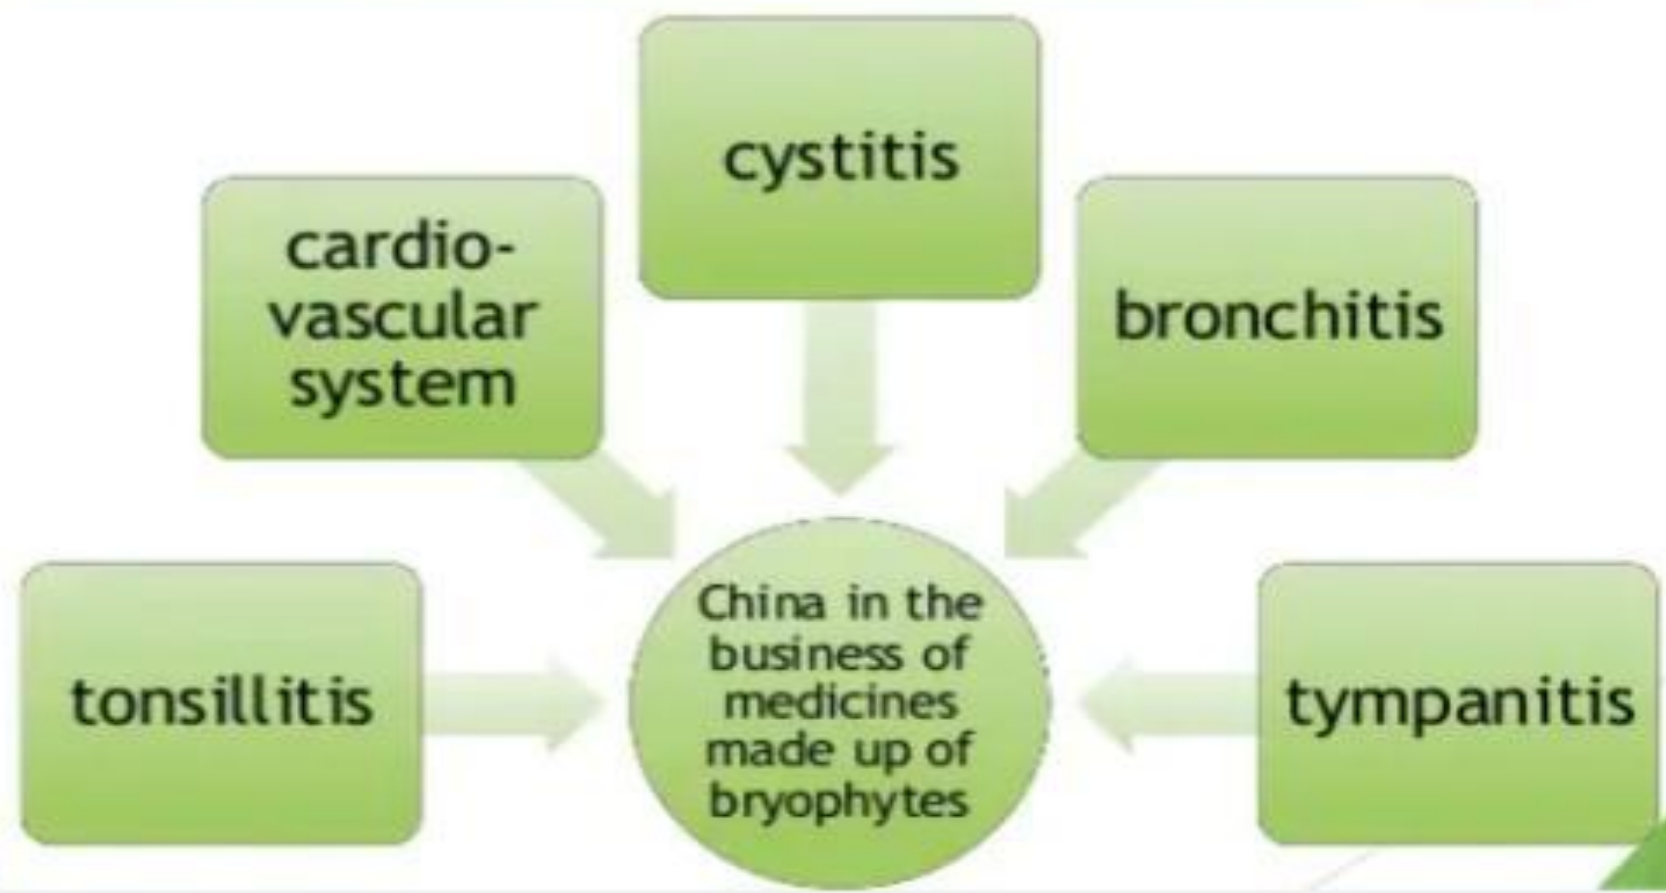 cystitis
cardio-
vascular
system
bronchitis
tonsillitis
China in the
business of
medicines
made up of
bryophytes
tympanitis